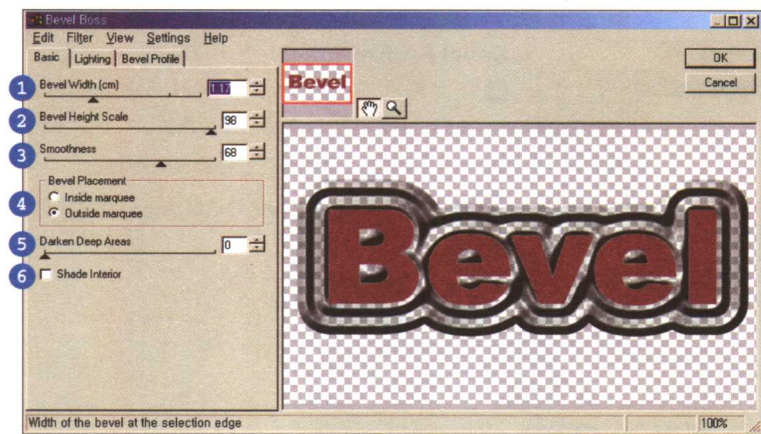 Bevel Boss
Edit Filter View Settings Help
Basic Lighting Bevel Profile
1 Bevel Width (cm) 1.17
2 Bevel Height Scale 98
3 Smoothness 68
Bevel Placement
4
Inside marquee
Outside marquee
5 Darken Deep Areas 0
6 Shade Interior
Bevel
OK
Cancel
Bevel
Width of the bevel at the selection edge
100%